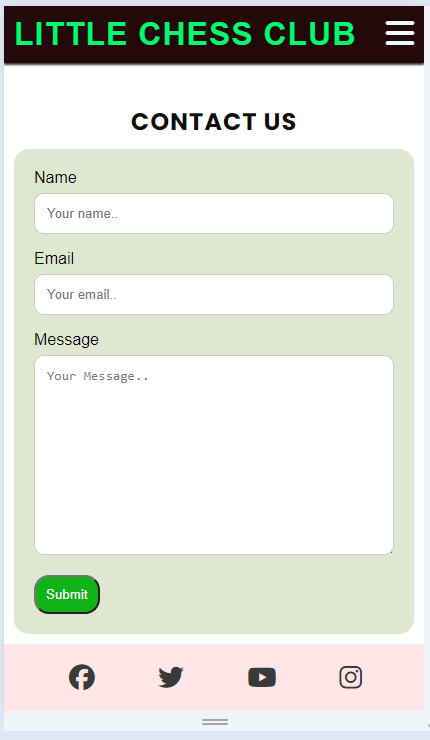 LITTLE CHESS CLUB
CONTACT US
Name
Your name..
Email
Your email..
Message
Your Message..
Submit